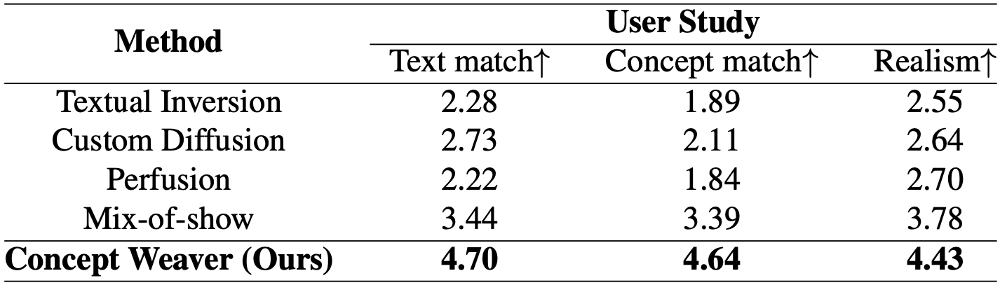 Method User Study
Text match↑ Concept match↑ Realism↑
Textual Inversion 2.28 1.89 2.55
Custom Diffusion 2.73 2.11 2.64
Perfusion 2.22 1.84 2.70
Mix-of-show 3.44 3.39 3.78
Concept Weaver (Ours) 4.70 4.64 4.43